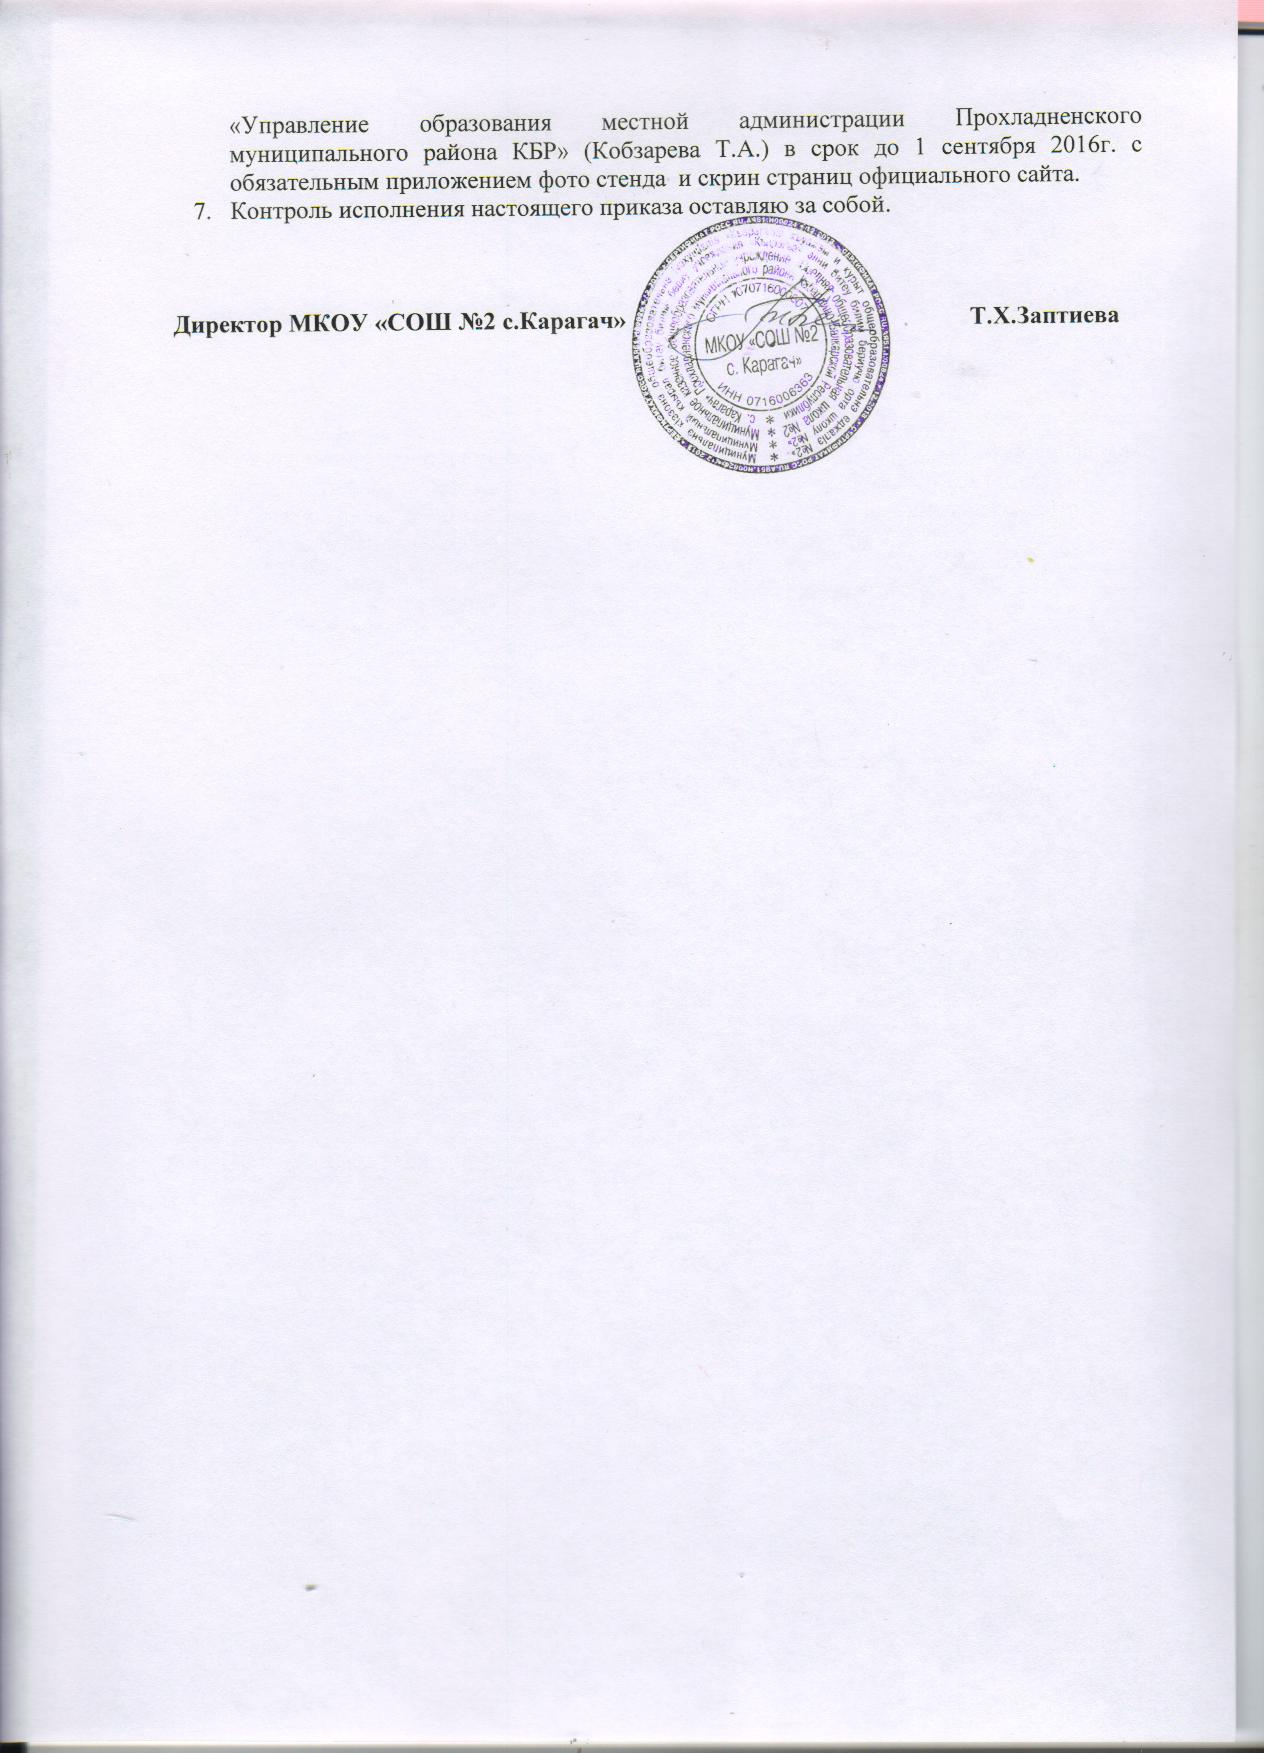 «Управление образования местной администрации Прохладненского
муниципального района КБР» (Кобзарева Т.А.) в срок до 1 сентября 2016г. с
обязательным приложением фото стенда и скрин страниц официального сайта.
7. Контроль исполнения настоящего приказа оставляю за собой.
Директор МКОУ «СОШ №2 с.Карагач» Т.Х.Заптиева
МКОУ «СОШ №2
с. Карагач»
ИНН 0716006363